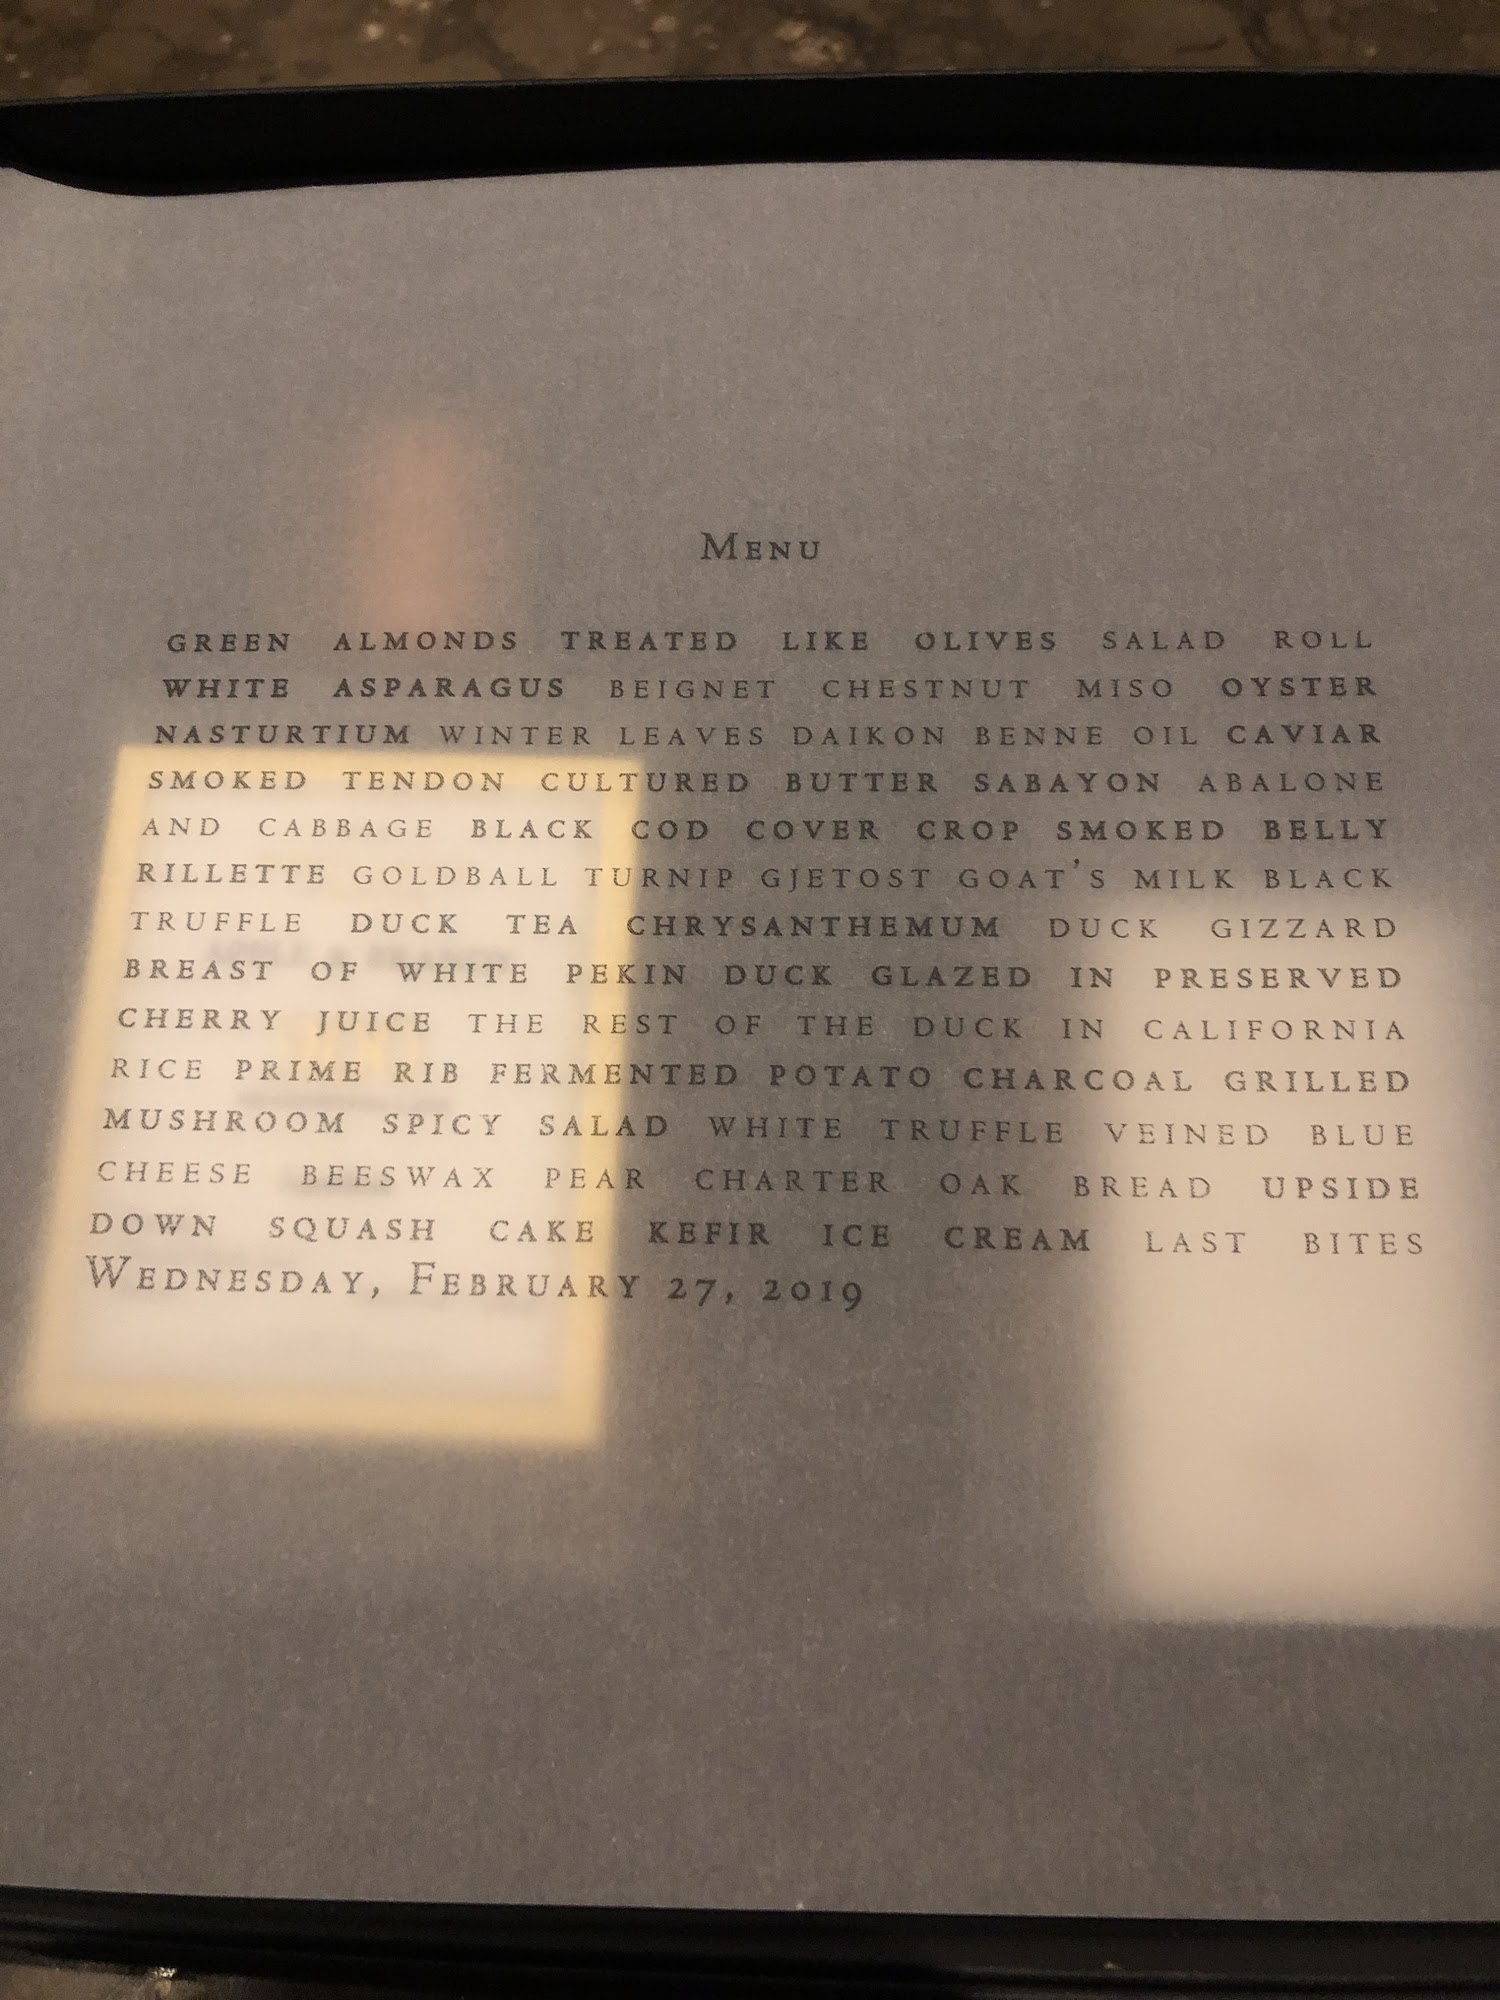 Menu
GREEN ALMONDS TREATED LIKE OLIVES SALAD ROLL
WHITE ASPARAGUS BEIGNET CHESTNUT MISO OYSTER
NASTURTIUM WINTER LEAVES DAIKON BENNE OIL CAVIAR
SMOKED TENDON CULTURED BUTTER SABAYON ABALONE
AND CABBAGE BLACK COD COVER CROP SMOKED BELLY
RILLETTE GOLDBALL TURNIP GJETOST GOAT'S MILK BLACK
TRUFFLE DUCK TEA CHRYSANTHEMUM DUCK GIZZARD
BREAST OF WHITE PEKIN DUCK GLAZED IN PRESERVED
CHERRY JUICE THE REST OF THE DUCK IN CALIFORNIA
RICE PRIME RIB FERMENTED POTATO CHARCOAL GRILLED
MUSHROOM SPICY SALAD WHITE TRUFFLE VEINED BLUE
CHEESE BEESWAX PEAR CHARTER OAK BREAD UPSIDE
DOWN SQUASH CAKE KEFIR ICE CREAM LAST BITES
Wednesday, February 27, 2019